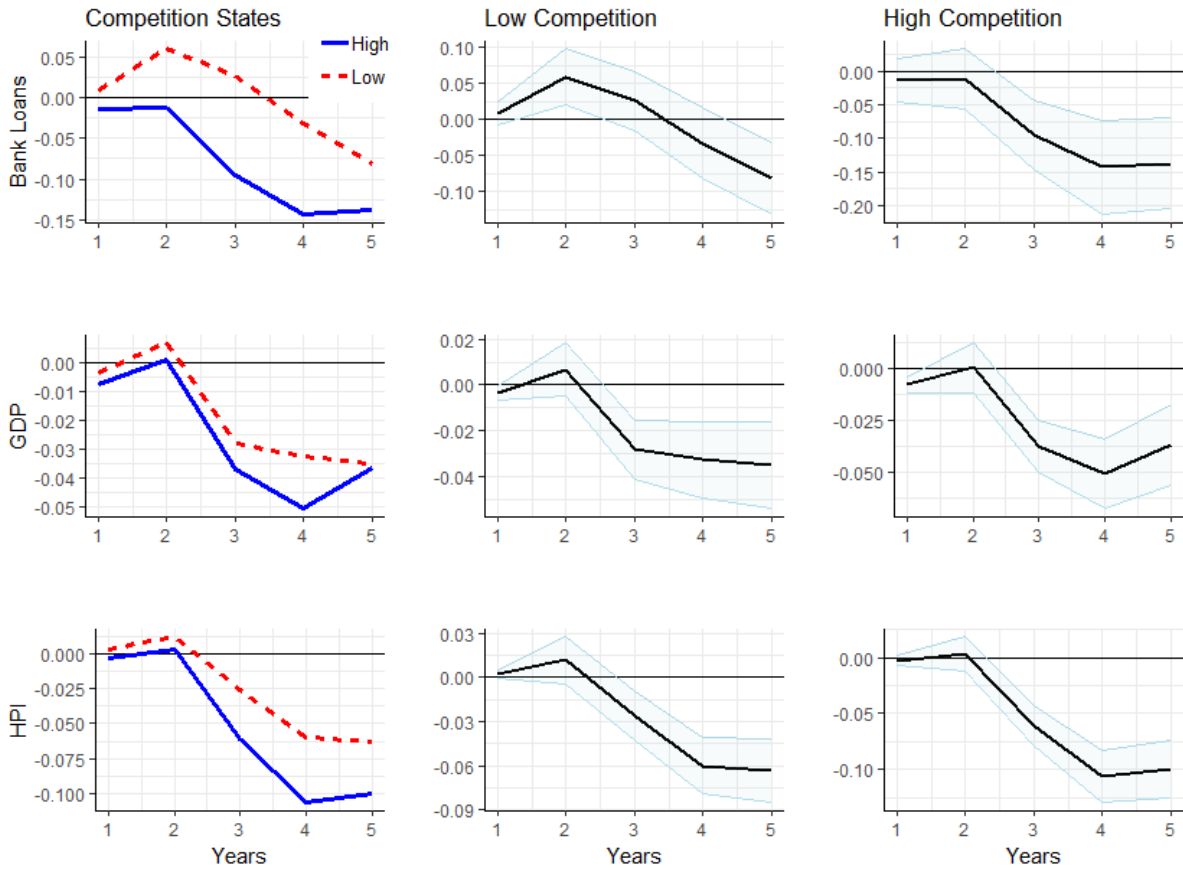 Competition States
Low Competition
High Competition
High
Low
Bank Loans
0.05
0.00
-0.05
-0.10
-0.15
1 2 3 4 5
0.10
0.05
0.00
-0.05
-0.10
1 2 3 4 5
0.00
-0.05
-0.10
-0.15
-0.20
1 2 3 4 5
GDP
0.00
-0.01
-0.02
-0.03
-0.04
-0.05
1 2 3 4 5
0.02
0.00
-0.02
-0.04
1 2 3 4 5
0.000
-0.025
-0.050
1 2 3 4 5
HPI
0.000
-0.025
-0.050
-0.075
-0.100
1 2 3 4 5
Years
0.03
0.00
-0.03
-0.06
-0.09
1 2 3 4 5
Years
0.00
-0.05
-0.10
1 2 3 4 5
Years